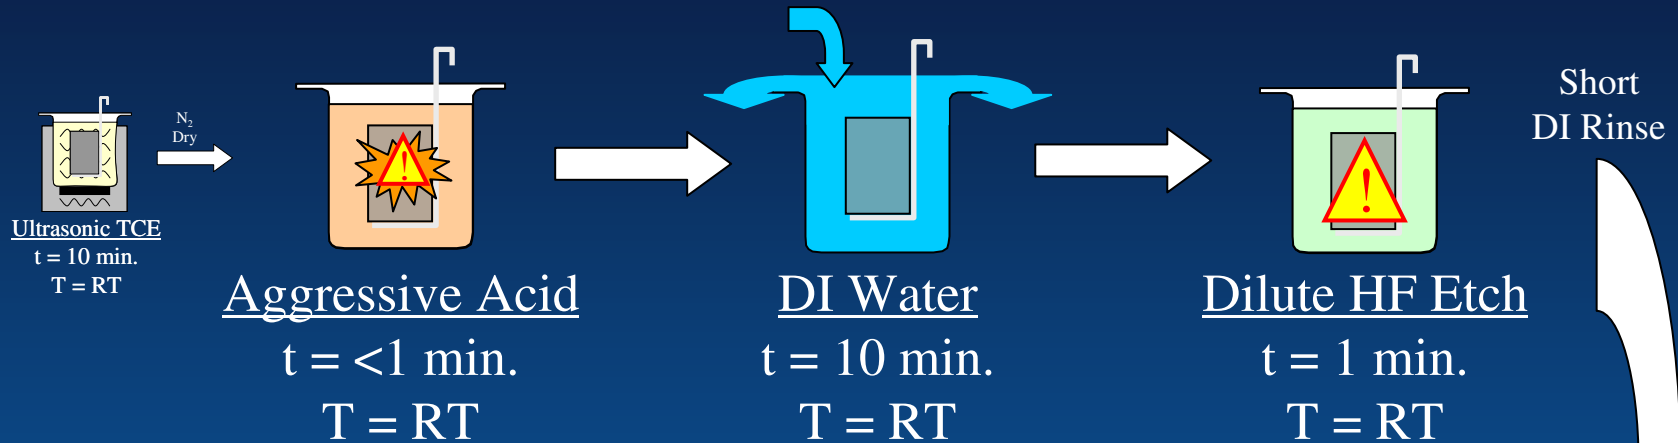 N₂
Dry
Ultrasonic TCE
t = 10 min.
T = RT
!
Aggressive Acid
t = <1 min.
T = RT
DI Water
t = 10 min.
T = RT
!
Dilute HF Etch
t = 1 min.
T = RT
Short
DI Rinse